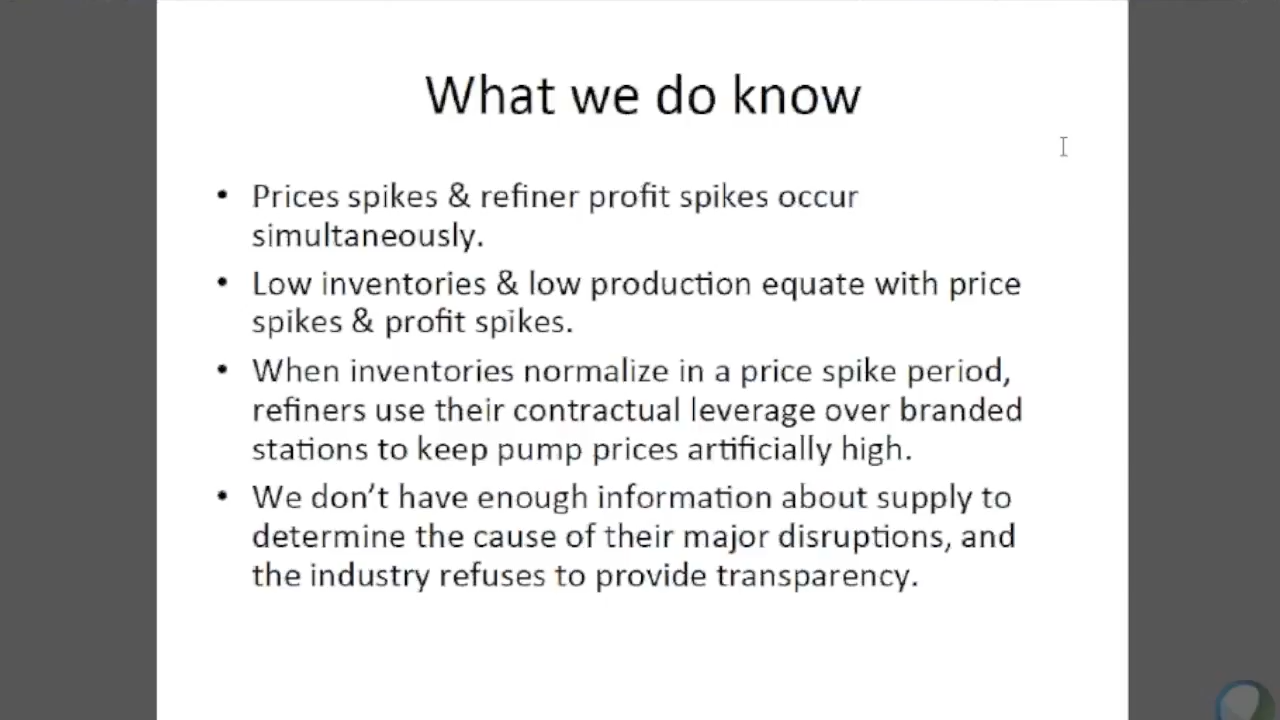 What we do know
• Prices spikes & refiner profit spikes occur
simultaneously.
• Low inventories & low production equate with price
spikes & profit spikes.
• When inventories normalize in a price spike period,
refiners use their contractual leverage over branded
stations to keep pump prices artificially high.
• We don’t have enough information about supply to
determine the cause of their major disruptions, and
the industry refuses to provide transparency.